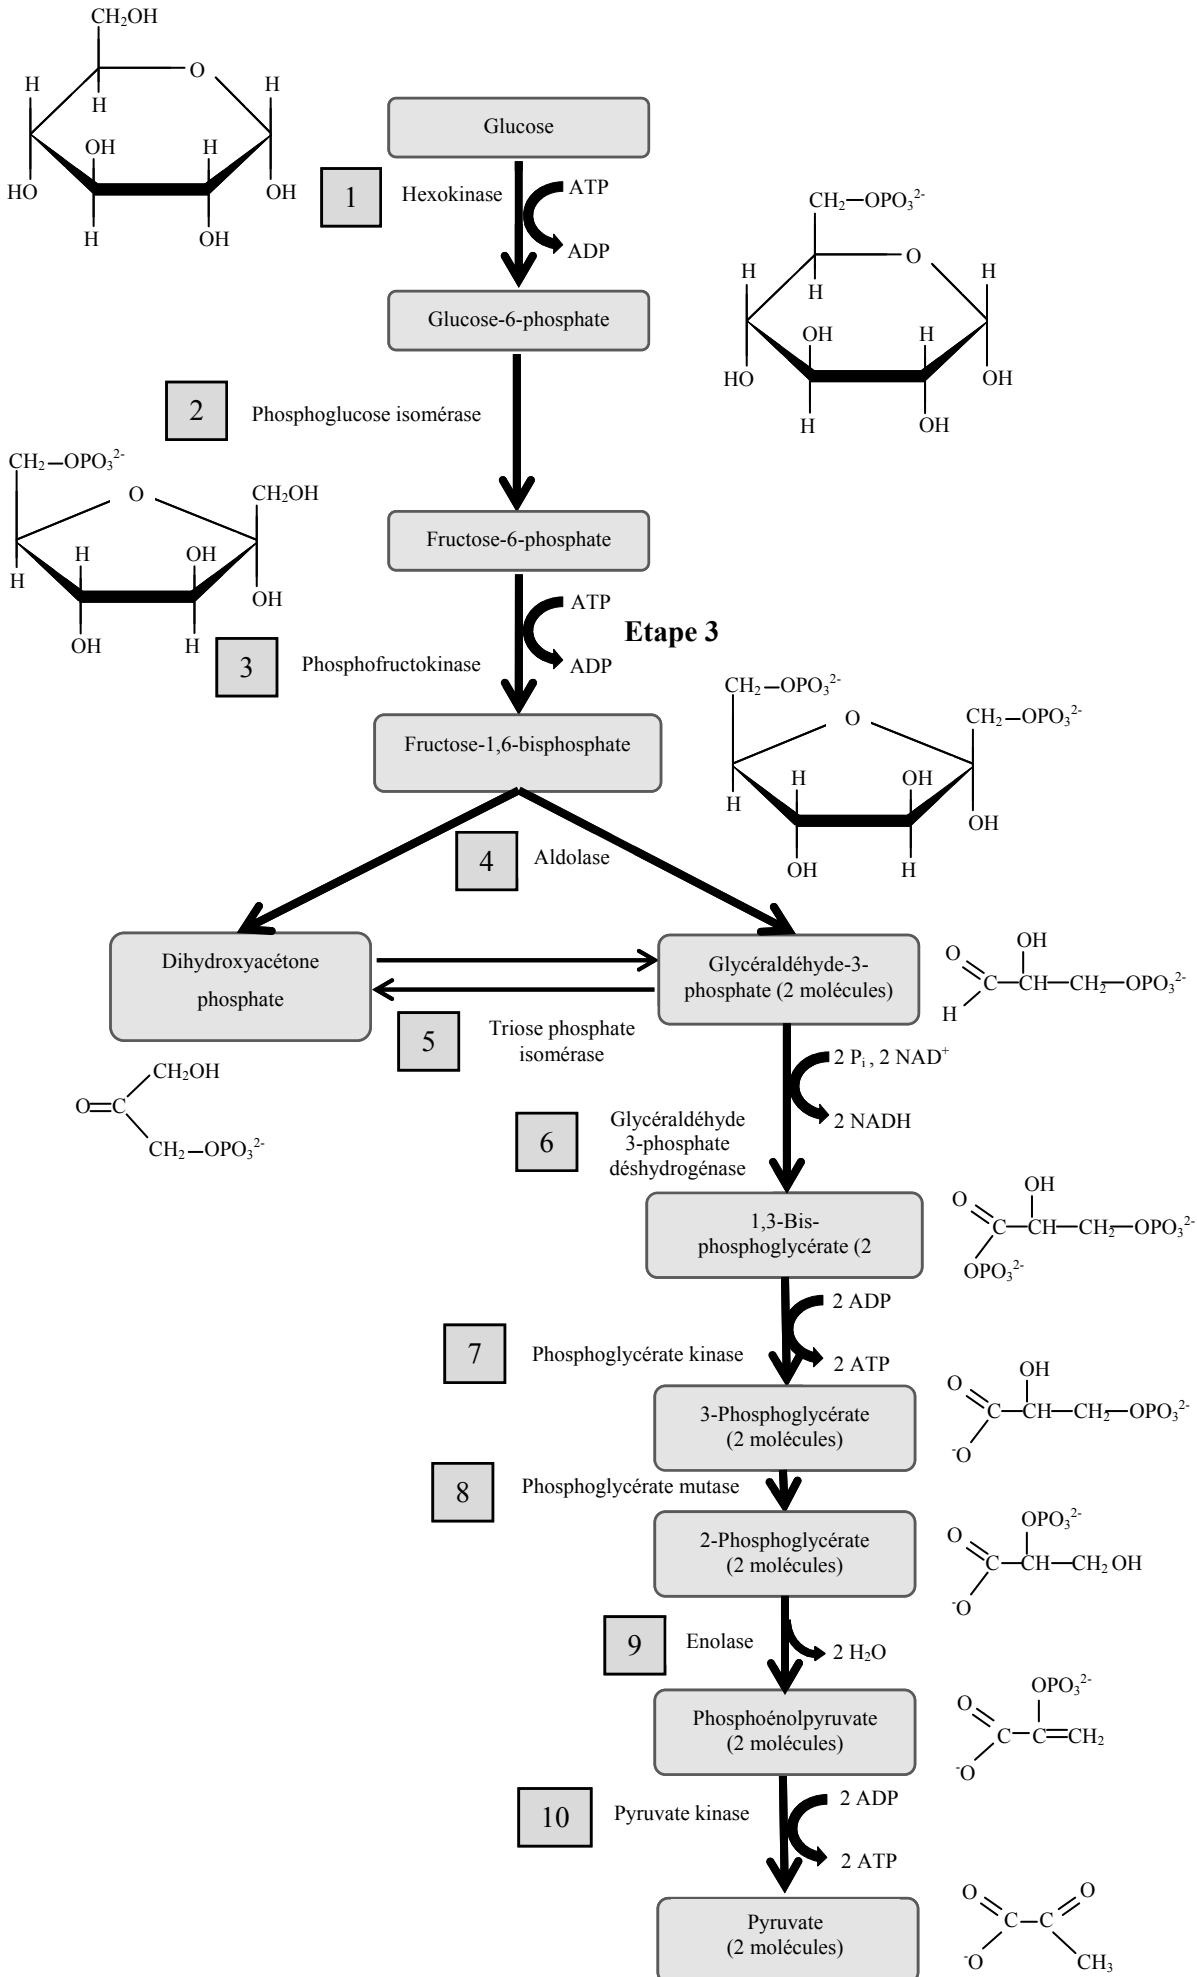 CH₂OH
O
H
H
H
OH
H
HO
OH
H
OH
Glucose
1
Hexokinase
ATP
ADP
CH₂–OPO₃²⁻
O
H
H
H
OH
H
HO
OH
H
OH
Glucose-6-phosphate
2
Phosphoglucose isomérase
CH₂–OPO₃²⁻
O
CH₂OH
H
OH
H
OH
OH
H
Fructose-6-phosphate
3
Phosphofructokinase
ATP
ADP
Etape 3
CH₂–OPO₃²⁻
O
CH₂–OPO₃²⁻
H
OH
H
OH
OH
H
Fructose-1,6-bisphosphate
4
Aldolase
Dihydroxyacétone
phosphate
Glycéraldéhyde-3-
phosphate (2 molécules)
O
OH
C–CH–CH₂–OPO₃²⁻
H
5
Triose phosphate
isomérase
CH₂OH
O=C
CH₂–OPO₃²⁻
2 Pᵢ , 2 NAD⁺
2 NADH
6
Glycéraldéhyde
3-phosphate
déshydrogénase
1,3-Bis-
phosphoglycérate (2
O
OH
C–CH–CH₂–OPO₃²⁻
OPO₃²⁻
7
Phosphoglycérate kinase
2 ADP
2 ATP
3-Phosphoglycérate
(2 molécules)
O
OH
C–CH–CH₂–OPO₃²⁻
⁻O
8
Phosphoglycérate mutase
2-Phosphoglycérate
(2 molécules)
OPO₃²⁻
O
C–CH–CH₂OH
⁻O
9
Enolase
2 H₂O
Phosphoénolpyruvate
(2 molécules)
OPO₃²⁻
O
C–C=CH₂
⁻O
10
Pyruvate kinase
2 ADP
2 ATP
Pyruvate
(2 molécules)
O
O
C–C
⁻O
CH₃